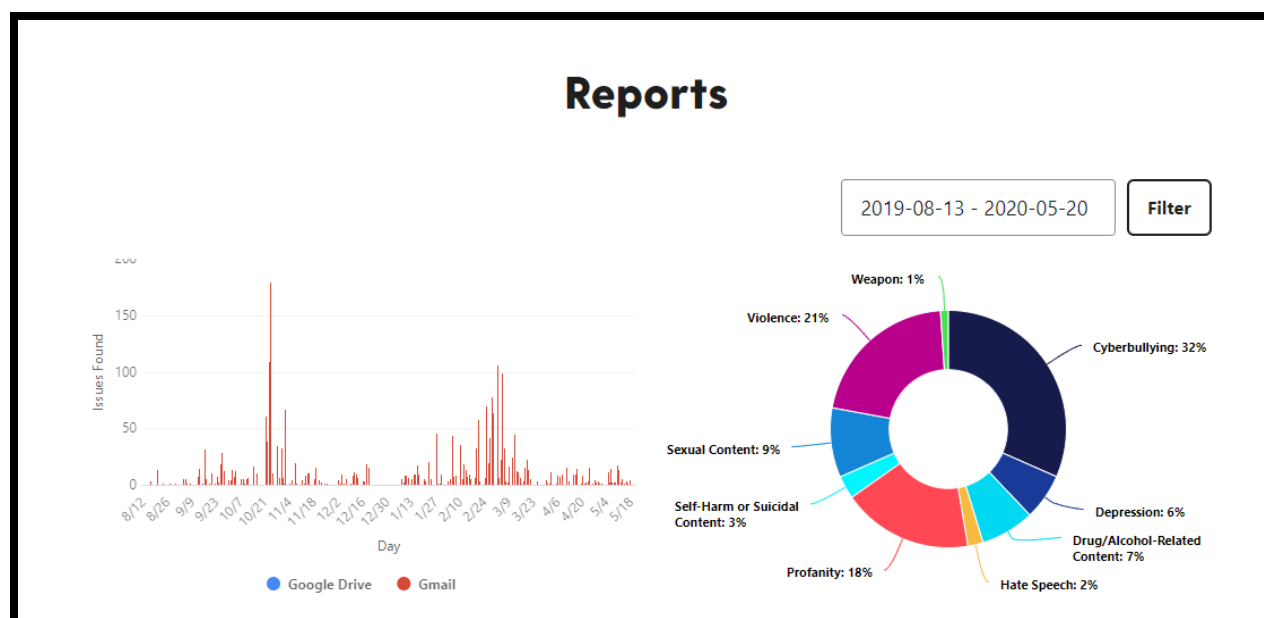 Reports
2019-08-13 - 2020-05-20
Filter
200
150
100
50
0
Issues Found
8/12
8/26
9/9
9/23
10/7
10/21
11/4
11/18
12/2
12/16
12/30
1/13
1/27
2/10
2/24
3/9
3/23
4/6
4/20
5/4
5/18
Day
Google Drive
Gmail
Weapon: 1%
Violence: 21%
Cyberbullying: 32%
Sexual Content: 9%
Self-Harm or Suicidal
Content: 3%
Depression: 6%
Drug/Alcohol-Related
Content: 7%
Profanity: 18%
Hate Speech: 2%